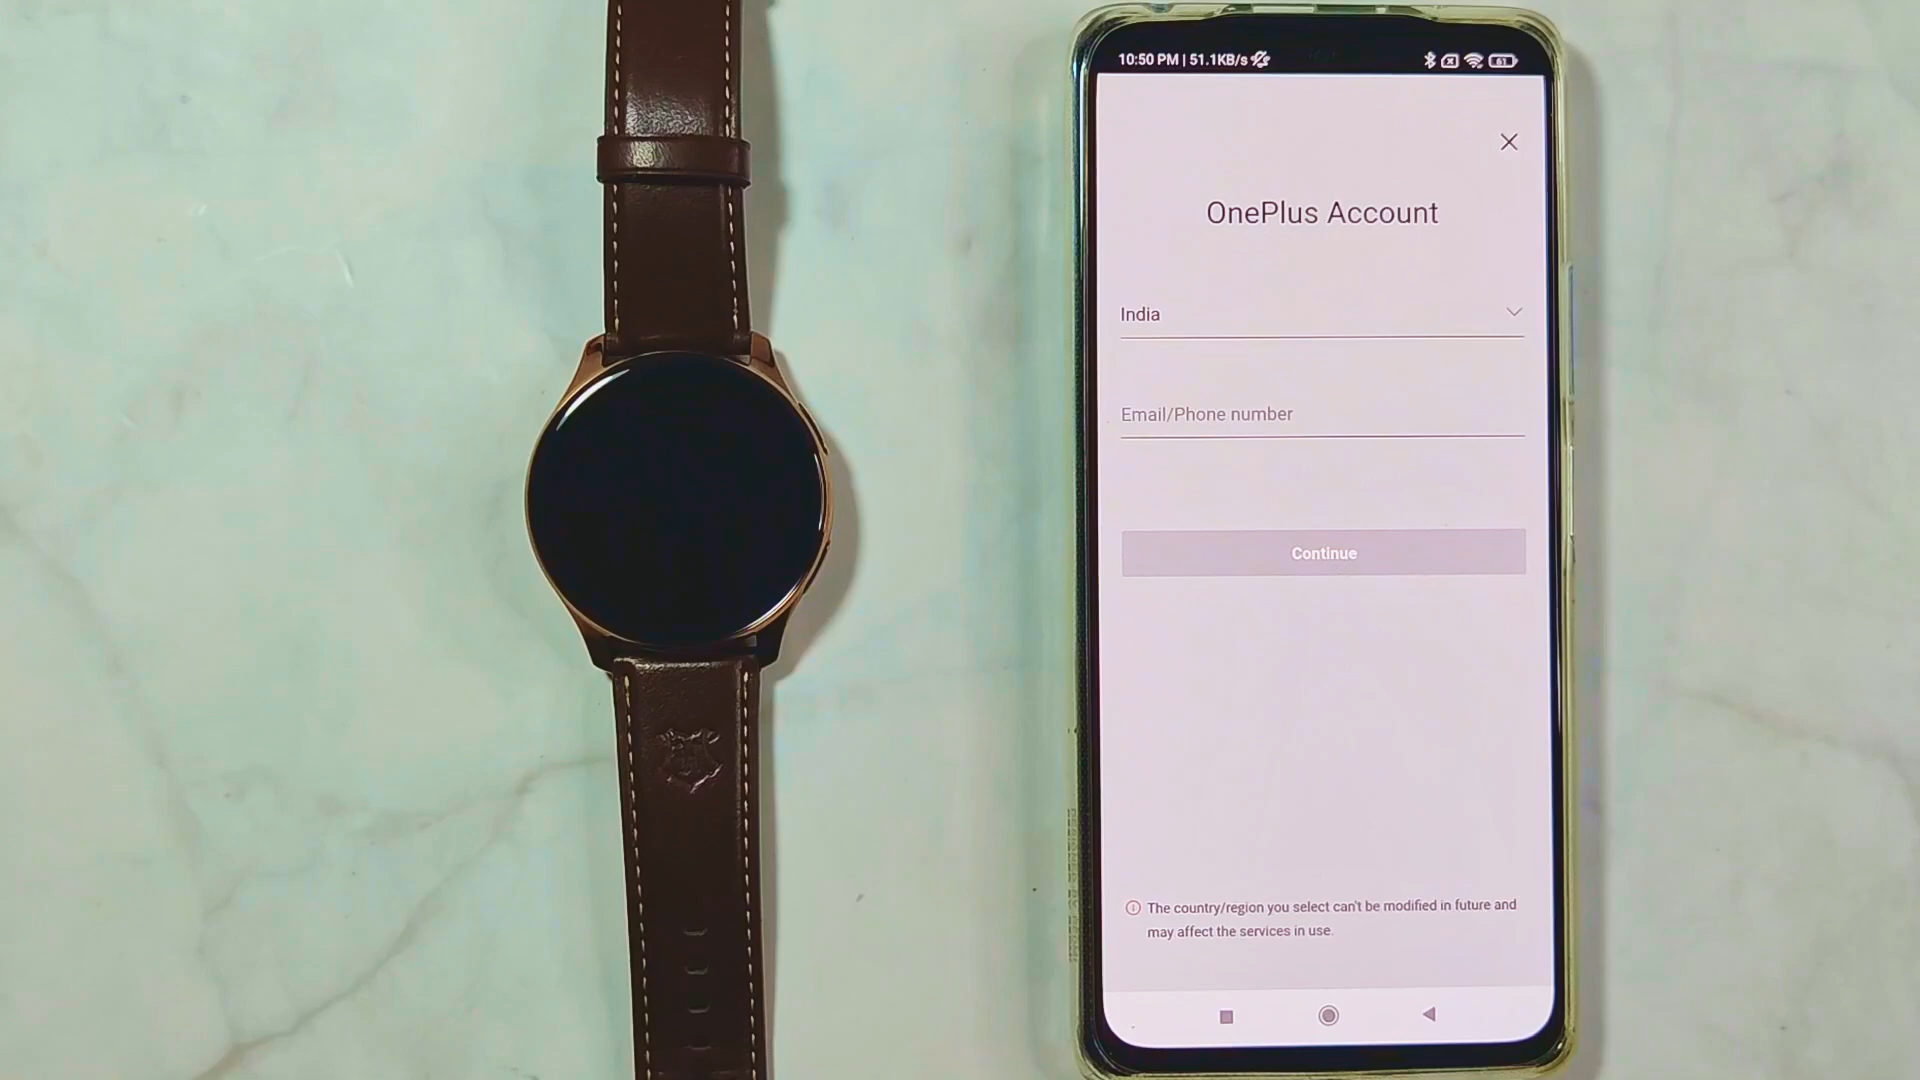 10:50 PM | 51.1KB/s
61
OnePlus Account
India
Email/Phone number
Continue
The country/region you select can't be modified in future and
may affect the services in use.